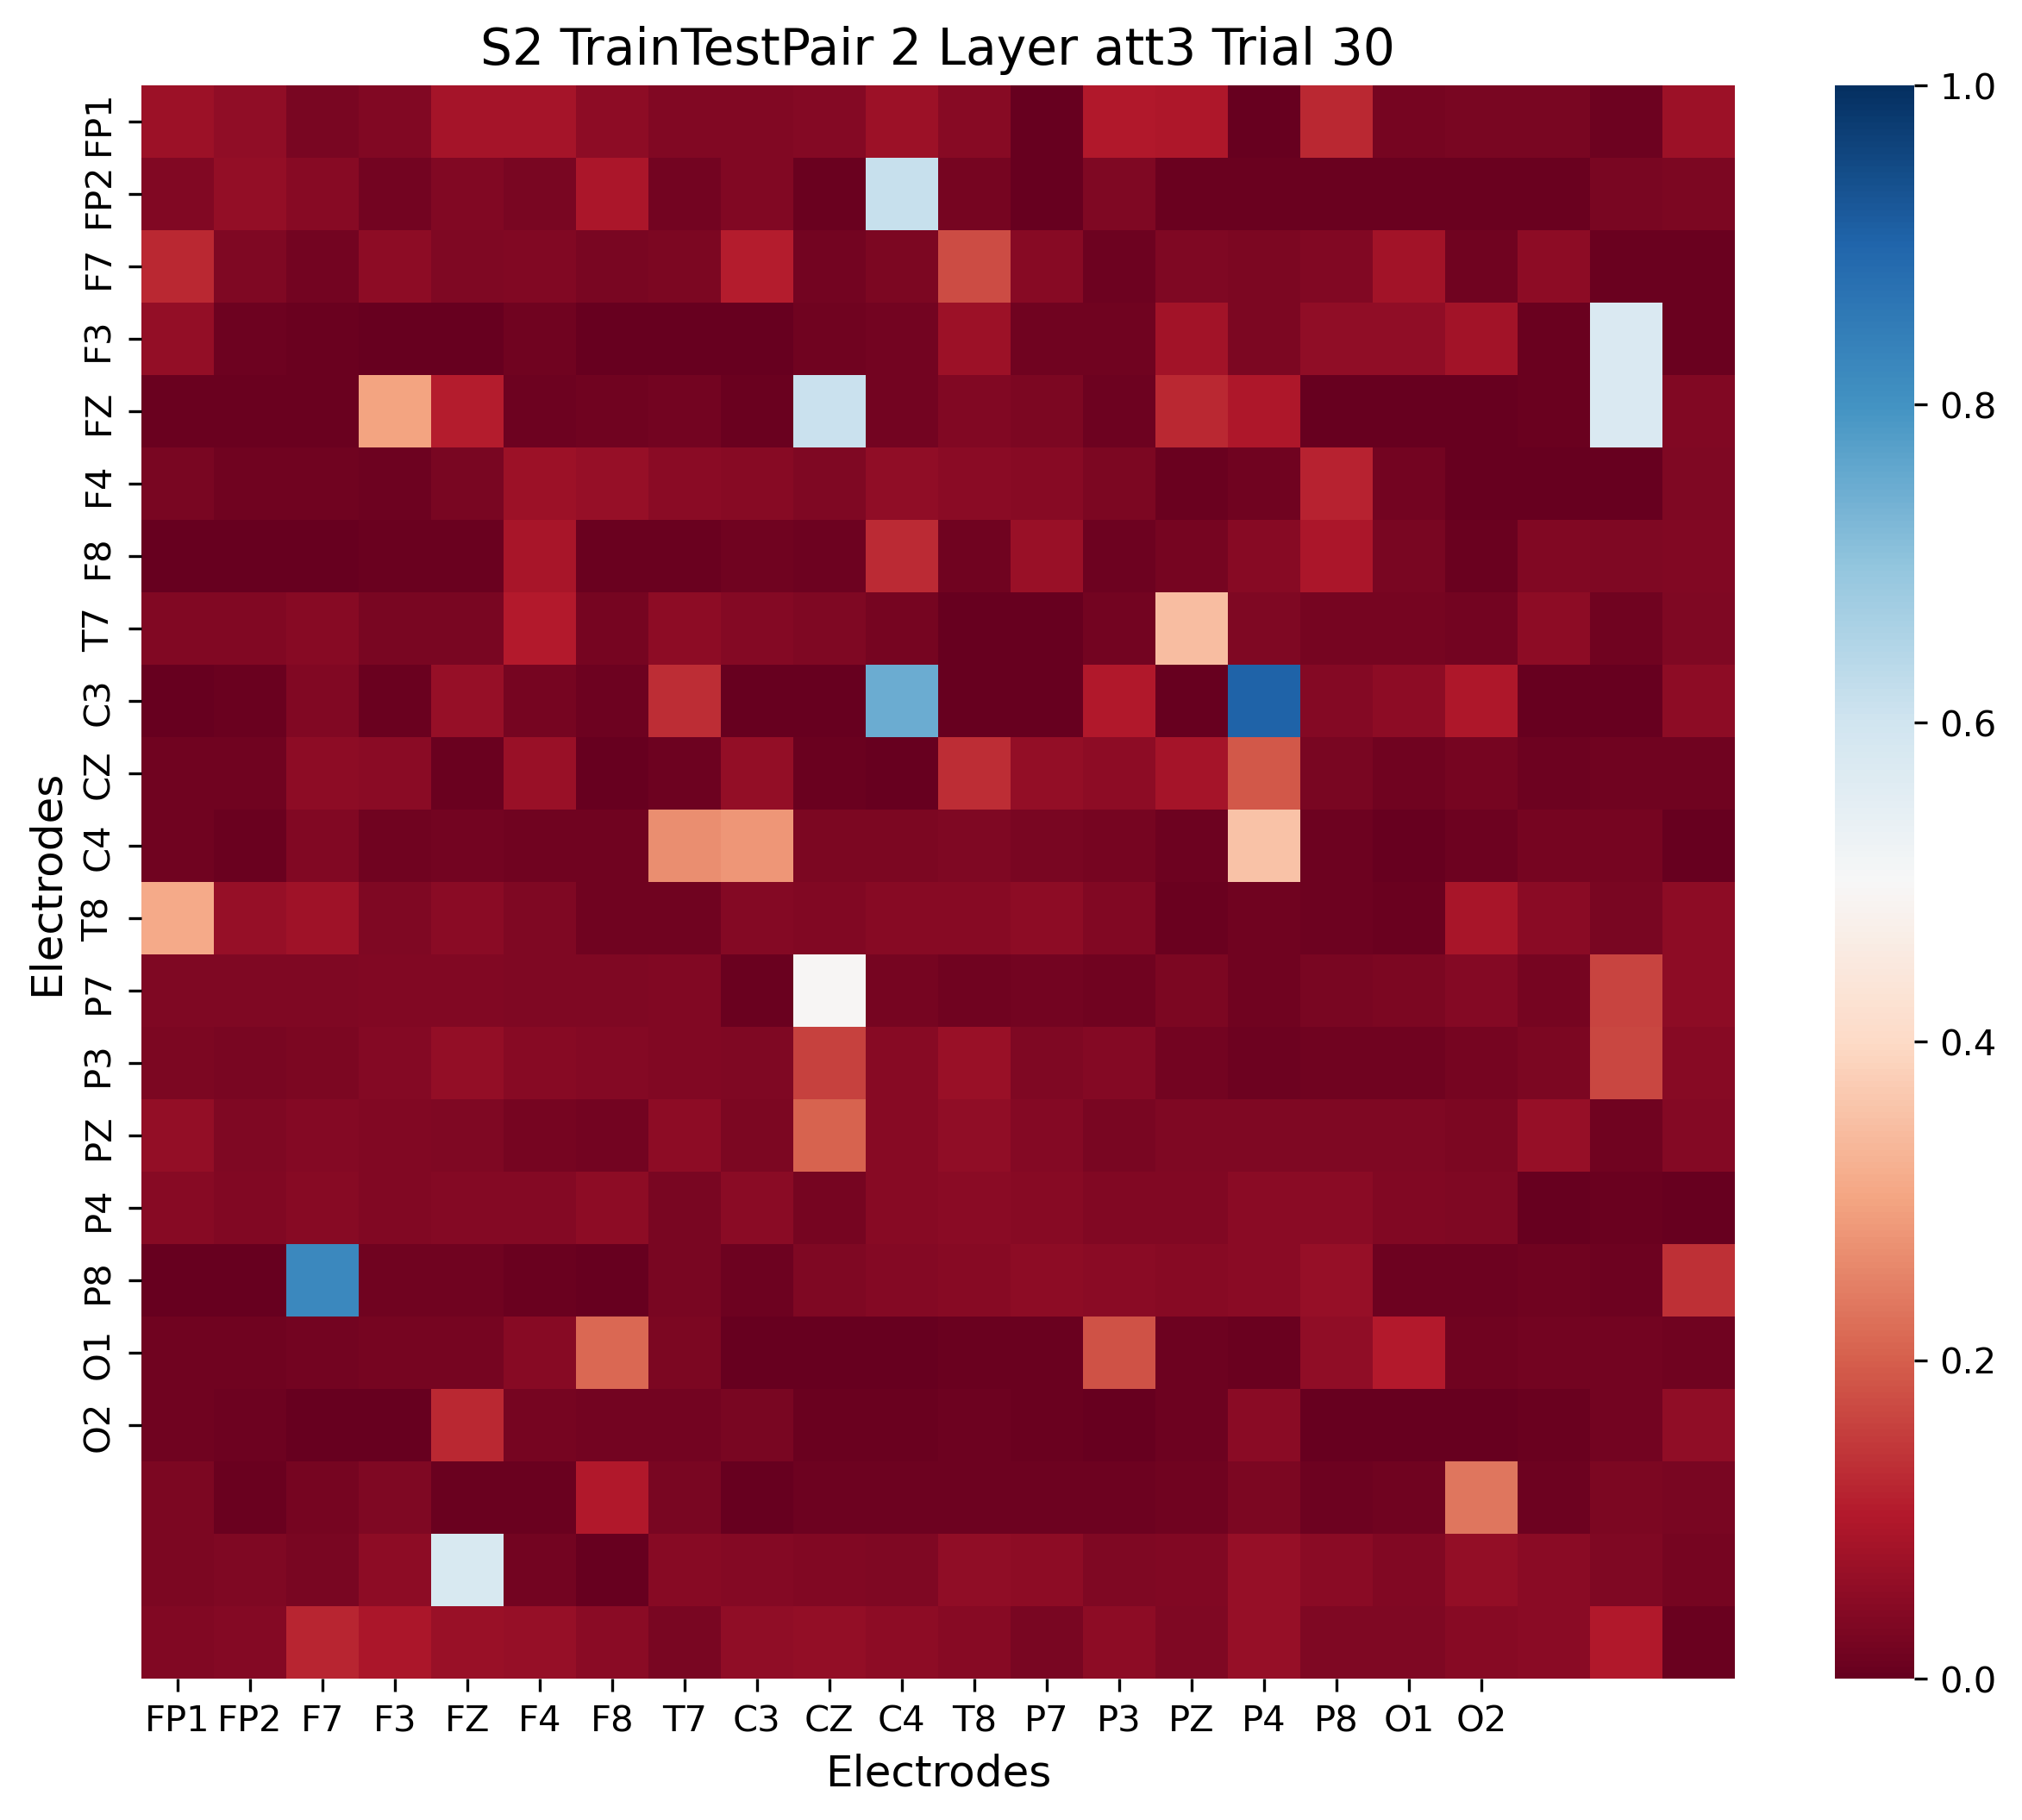 S2 TrainTestPair 2 Layer att3 Trial 30
Electrodes
FP1
FP2
F7
F3
FZ
F4
F8
T7
C3
CZ
C4
T8
P7
P3
PZ
P4
P8
O1
O2
FP1 FP2 F7 F3 FZ F4 F8 T7 C3 CZ C4 T8 P7 P3 PZ P4 P8 O1 O2
Electrodes
1.0
0.8
0.6
0.4
0.2
0.0